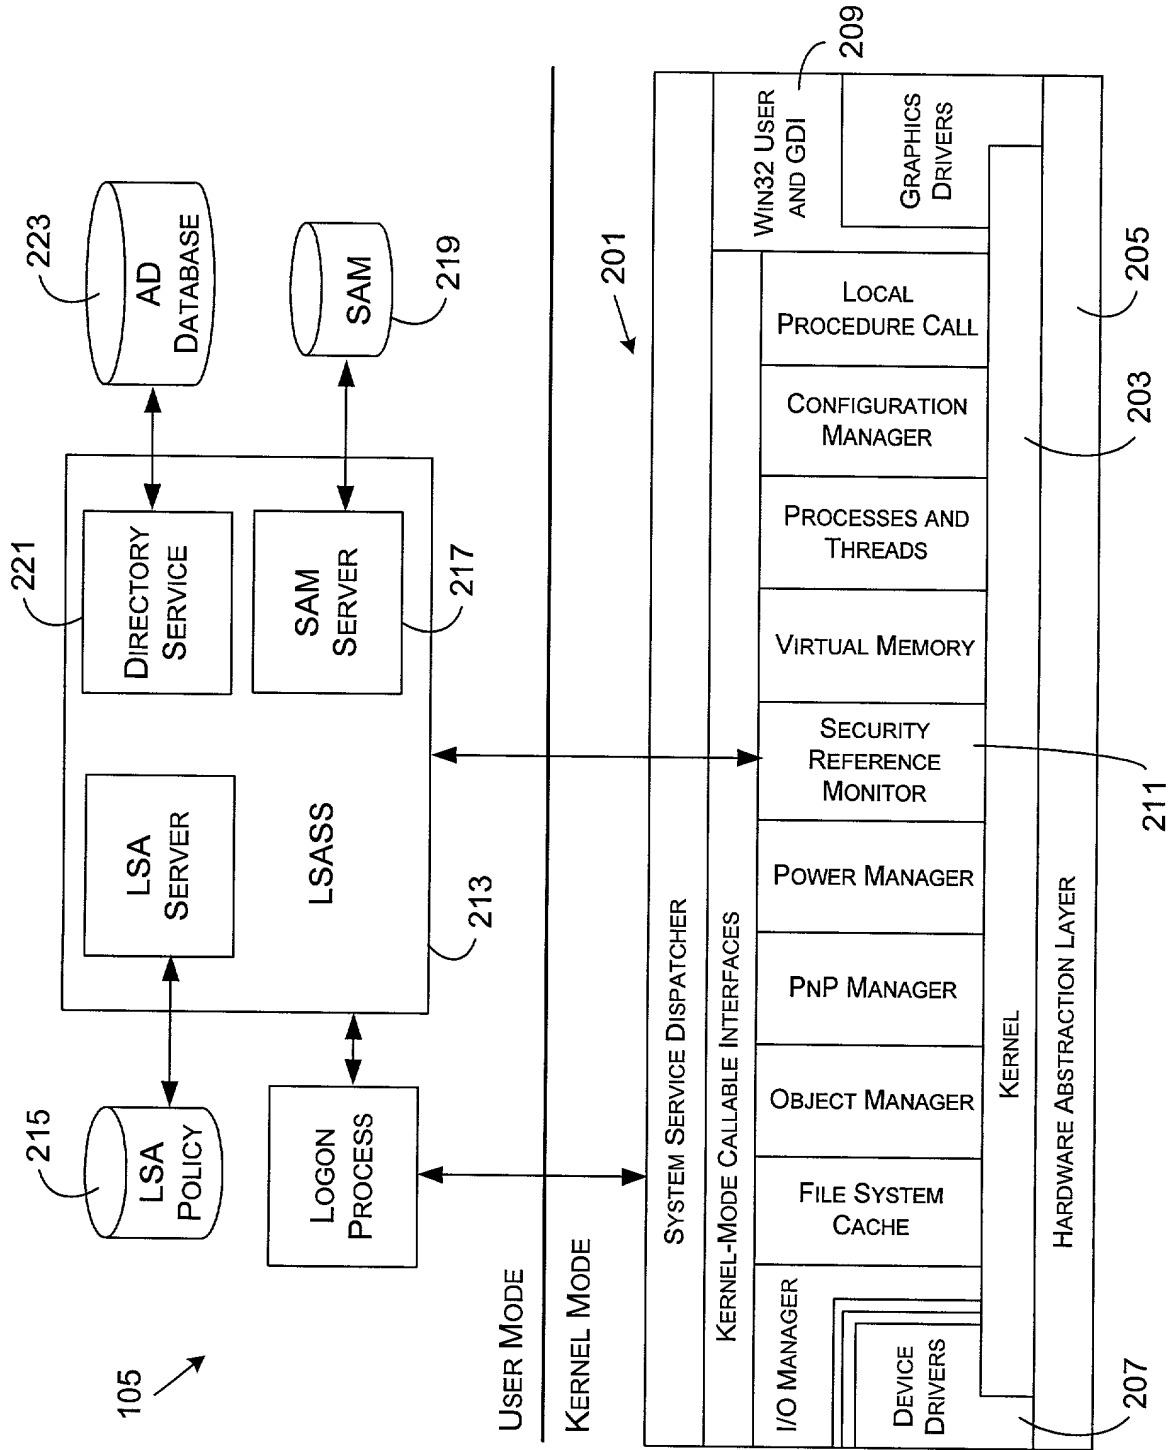 105
215
LSA
POLICY
LOGON
PROCESS
LSA
SERVER
LSASS
213
221
DIRECTORY
SERVICE
SAM
SERVER
217
223
AD
DATABASE
SAM
219
USER MODE
KERNEL MODE
201
SYSTEM SERVICE DISPATCHER
KERNEL-MODE CALLABLE INTERFACES
I/O MANAGER
DEVICE
DRIVERS
207
FILE SYSTEM
CACHE
OBJECT MANAGER
PNP MANAGER
POWER MANAGER
SECURITY
REFERENCE
MONITOR
211
VIRTUAL MEMORY
PROCESSES AND
THREADS
CONFIGURATION
MANAGER
LOCAL
PROCEDURE CALL
WIN32 USER
AND GDI
209
GRAPHICS
DRIVERS
KERNEL
203
HARDWARE ABSTRACTION LAYER
205